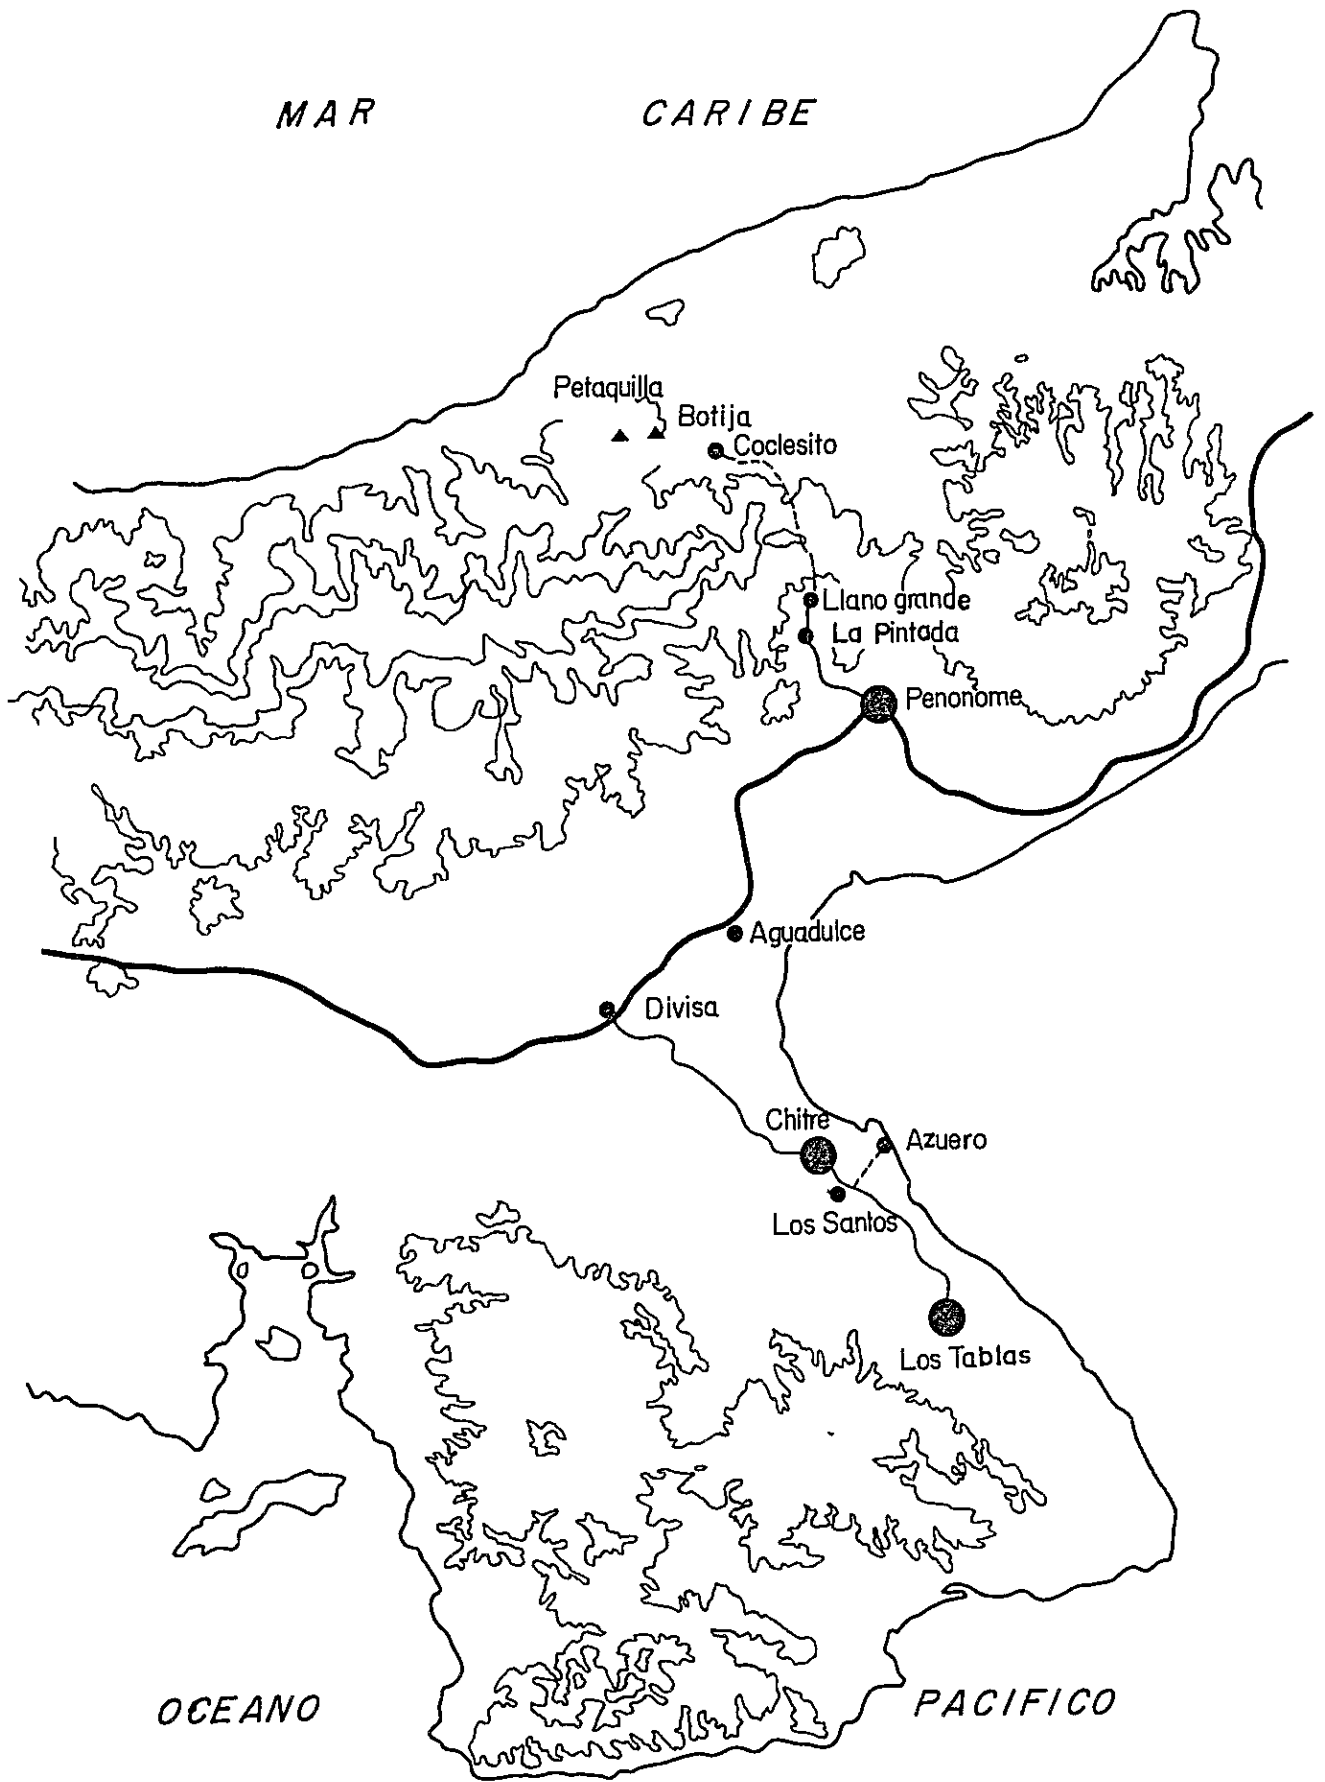 MAR CARIBE
Petaquilla
Botija
Coclesito
Llano grande
La Pintada
Penonome
Aguadulce
Divisa
Chitre
Azuero
Los Santos
Los Tablas
OCEANO PACIFICO